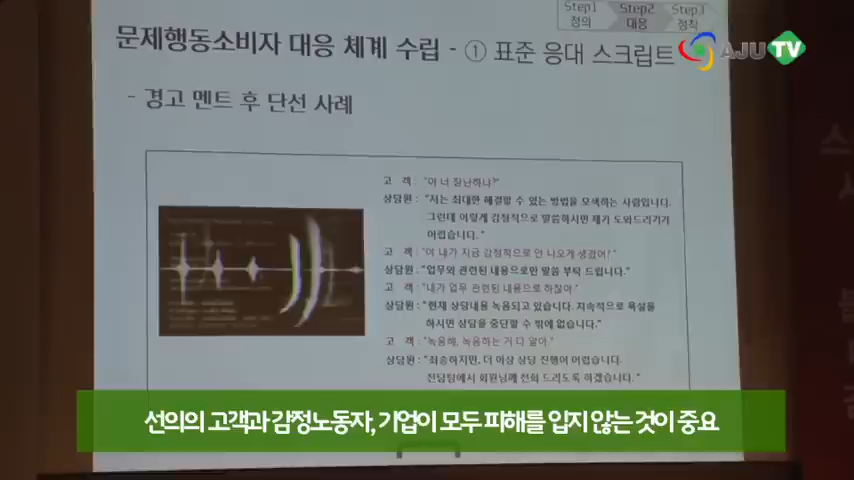 Step1 Step2 Step3
정의 대응 정착
문제행동소비자 대응 체계 수립 - ① 표준 응대 스크립트
AJU TV
- 경고 멘트 후 단선 사례
고 객 : "야 너 장난하냐?"
상담원 : "저는 최대한 해결할 수 있는 방법을 모색하는 사람입니다.
그런데 이렇게 감정적으로 말씀하시면 제가 도와드리기가
어렵습니다."
고 객 : "야 내가 지금 감정적으로 안 나오게 생겼어?"
상담원 : "업무와 관련된 내용으로만 말씀 부탁 드립니다."
고 객 : "내가 업무 관련된 내용으로 하잖아."
상담원 : "현재 상담내용 녹음되고 있습니다. 지속적으로 욕설을
하시면 상담을 중단할 수 밖에 없습니다."
고 객 : "녹음해, 녹음하는 거 다 알아."
상담원 : "죄송하지만, 더 이상 상담 진행이 어렵습니다.
전담팀에서 회원님께 전화 드리도록 하겠습니다."
선의의 고객과 감정노동자, 기업이 모두 피해를 입지 않는 것이 중요